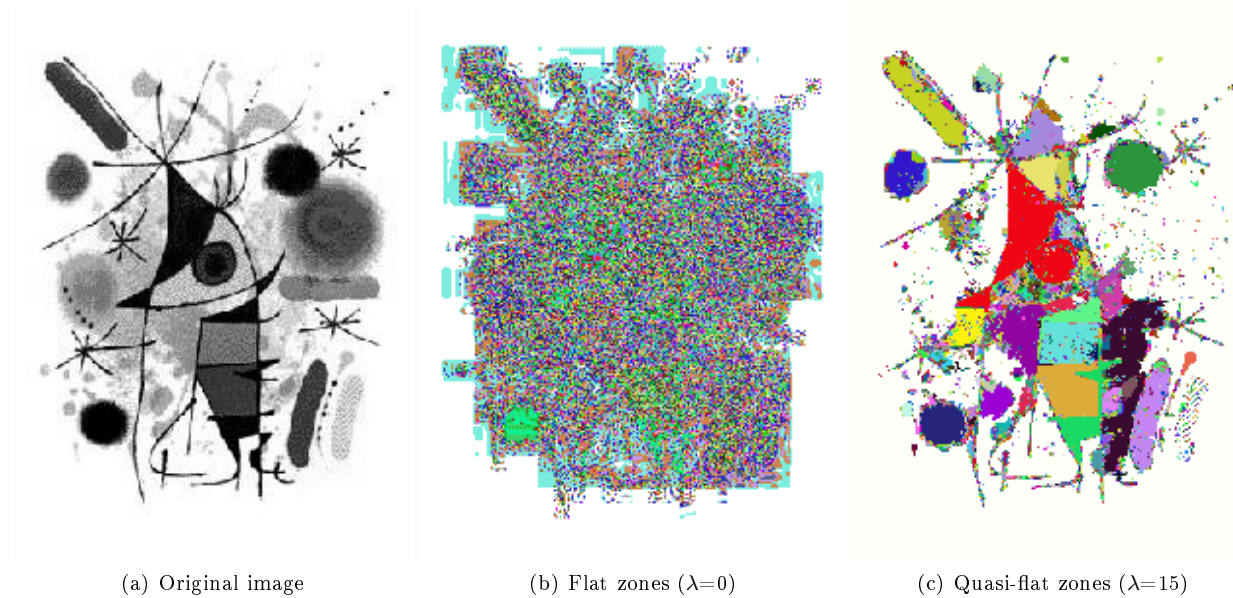 (a) Original image
(b) Flat zones (λ=0)
(c) Quasi-flat zones (λ=15)